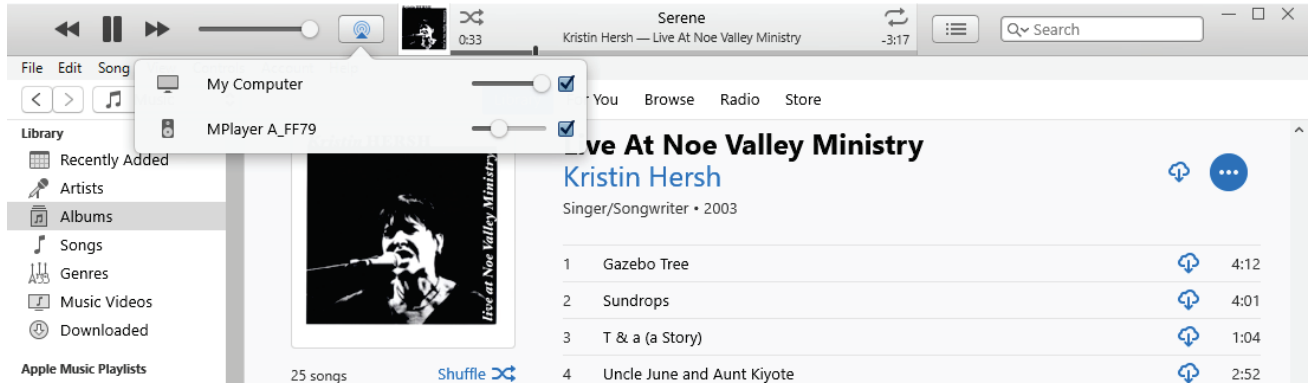 Serene
0:33
Kristin Hersh — Live At Noe Valley Ministry
-3:17
Search
File Edit Song
My Computer
MPlayer A_FF79
You Browse Radio Store
Library
Recently Added
Artists
Albums
Songs
Genres
Music Videos
Downloaded
Apple Music Playlists
live at Noe Valley Ministry
25 songs
Shuffle
Live At Noe Valley Ministry
Kristin Hersh
Singer/Songwriter • 2003
1 Gazebo Tree 4:12
2 Sundrops 4:01
3 T & a (a Story) 1:04
4 Uncle June and Aunt Kiyote 2:52